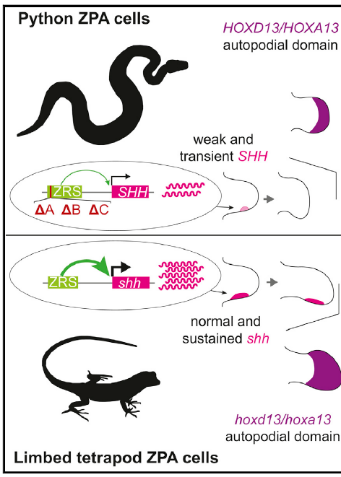 Python ZPA cells
HOXD13/HOXA13
autopodial domain
weak and
transient SHH
ZRS
SHH
ΔA ΔB ΔC
ZRS
shh
normal and
sustained shh
hoxd13/hoxa13
autopodial domain
Limbed tetrapod ZPA cells